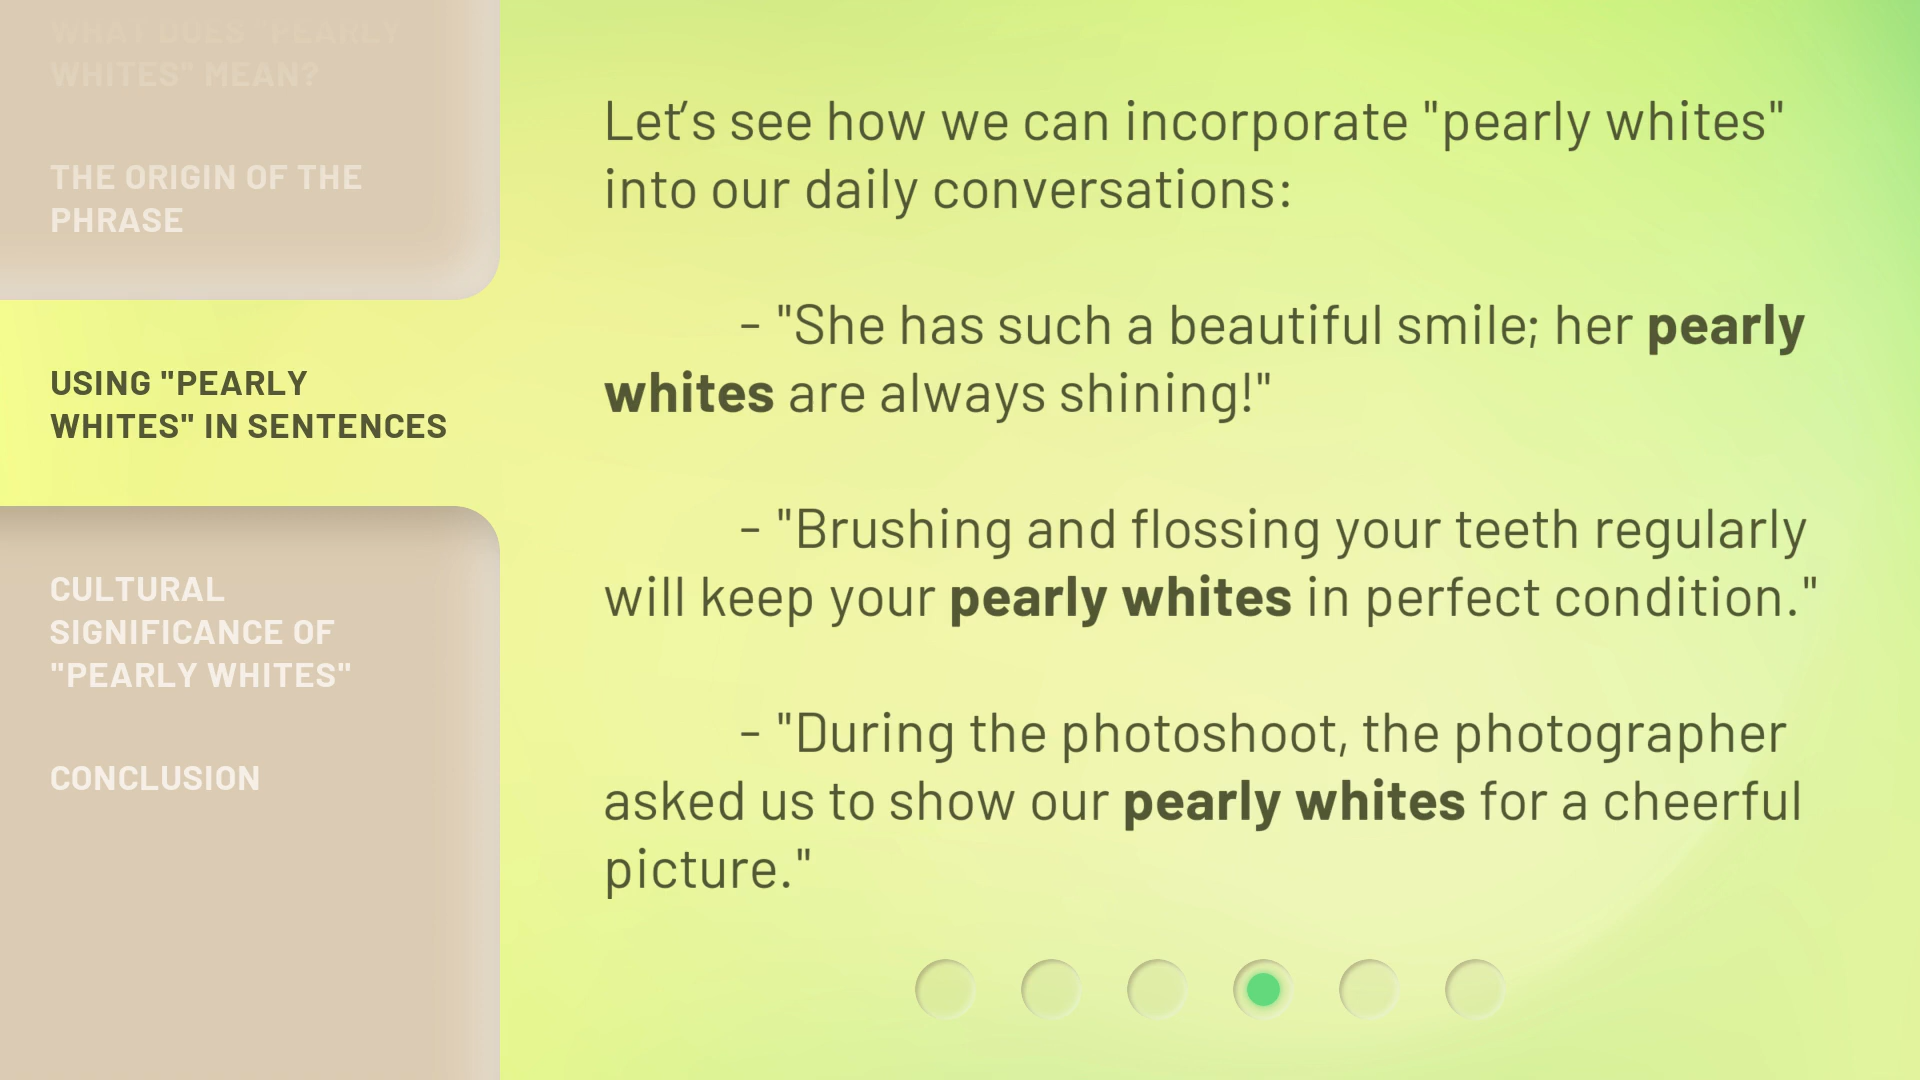 WHAT DOES "PEARLY
WHITES" MEAN?
THE ORIGIN OF THE
PHRASE
USING "PEARLY
WHITES" IN SENTENCES
CULTURAL
SIGNIFICANCE OF
"PEARLY WHITES"
CONCLUSION
Let's see how we can incorporate "pearly whites"
into our daily conversations:
- "She has such a beautiful smile; her pearly
whites are always shining!"
- "Brushing and flossing your teeth regularly
will keep your pearly whites in perfect condition."
- "During the photoshoot, the photographer
asked us to show our pearly whites for a cheerful
picture."